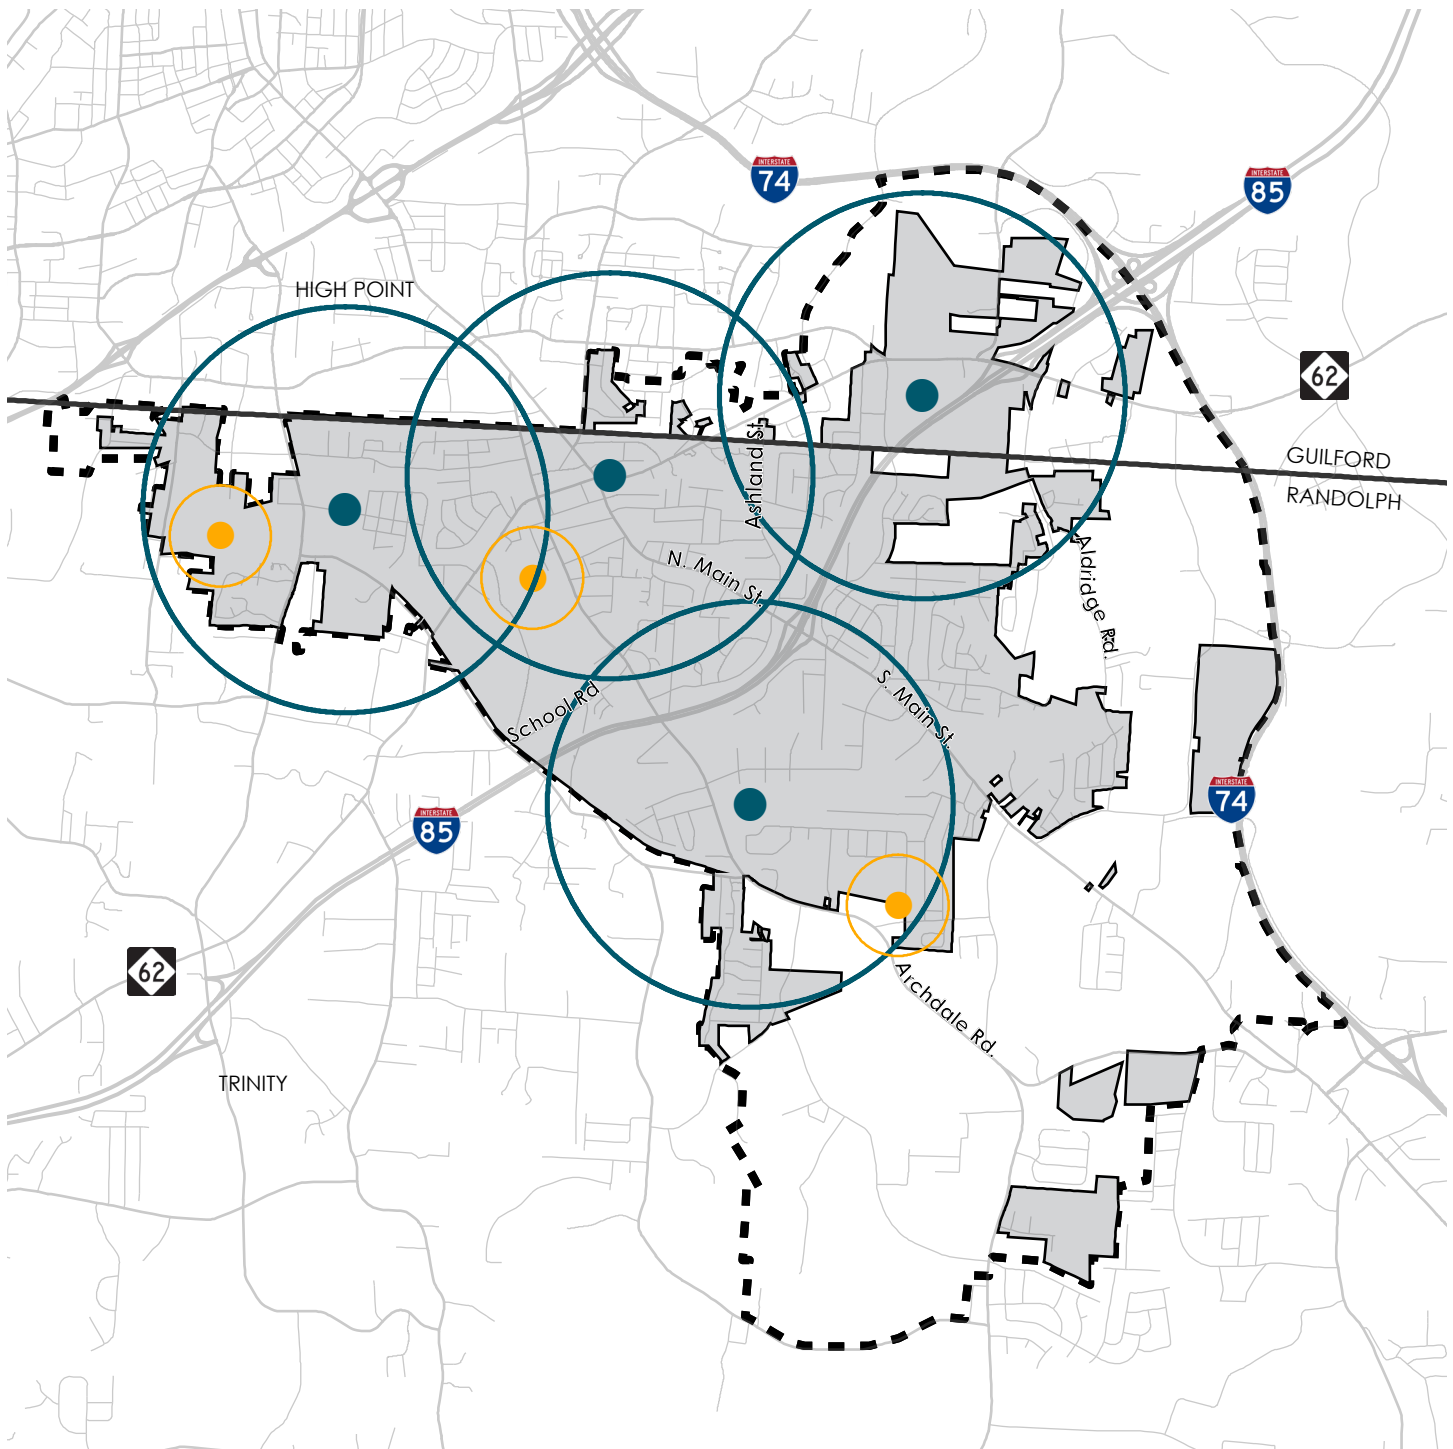 INTERSTATE
74
INTERSTATE
85
HIGH POINT
62
GUILFORD
RANDOLPH
Ashland St.
N. Main St.
Aldridge Rd.
School Rd
S. Main St.
INTERSTATE
74
INTERSTATE
85
62
Archdale Rd.
TRINITY